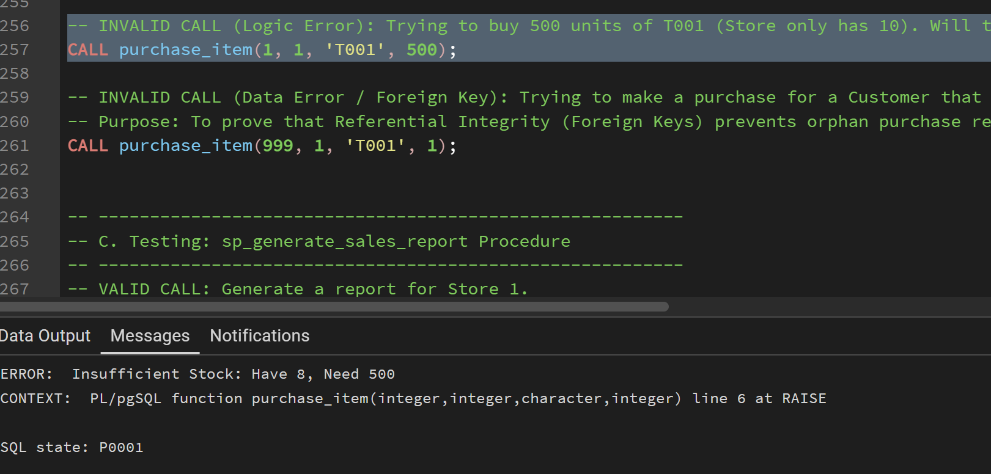 255
256 -- INVALID CALL (Logic Error): Trying to buy 500 units of T001 (Store only has 10). Will
257 CALL purchase_item(1, 1, 'T001', 500);
258
259 -- INVALID CALL (Data Error / Foreign Key): Trying to make a purchase for a Customer that
260 -- Purpose: To prove that Referential Integrity (Foreign Keys) prevents orphan purchase re
261 CALL purchase_item(999, 1, 'T001', 1);
262
263
264 -- ---------------------------------------------------------
265 -- C. Testing: sp_generate_sales_report Procedure
266 -- ---------------------------------------------------------
267 -- VALID CALL: Generate a report for Store 1.
Data Output Messages Notifications
ERROR:  Insufficient Stock: Have 8, Need 500
CONTEXT:  PL/pgSQL function purchase_item(integer,integer,character,integer) line 6 at RAISE
SQL state: P0001